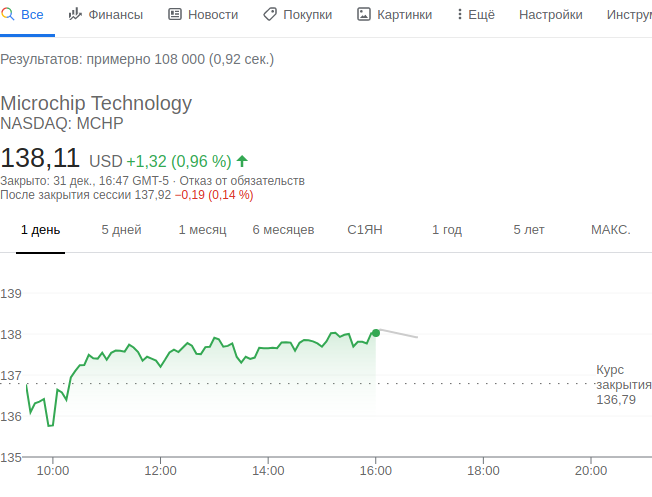 Все Финансы Новости Покупки Картинки Ещё Настройки Инструм
Результатов: примерно 108 000 (0,92 сек.)
Microchip Technology
NASDAQ: MCHP
138,11 USD +1,32 (0,96 %)
Закрыто: 31 дек., 16:47 GMT-5 · Отказ от обязательств
После закрытия сессии 137,92 −0,19 (0,14 %)
1 день 5 дней 1 месяц 6 месяцев С1ЯН 1 год 5 лет МАКС.
139
138
137
Курс
закрытия
136,79
136
135
10:00 12:00 14:00 16:00 18:00 20:00